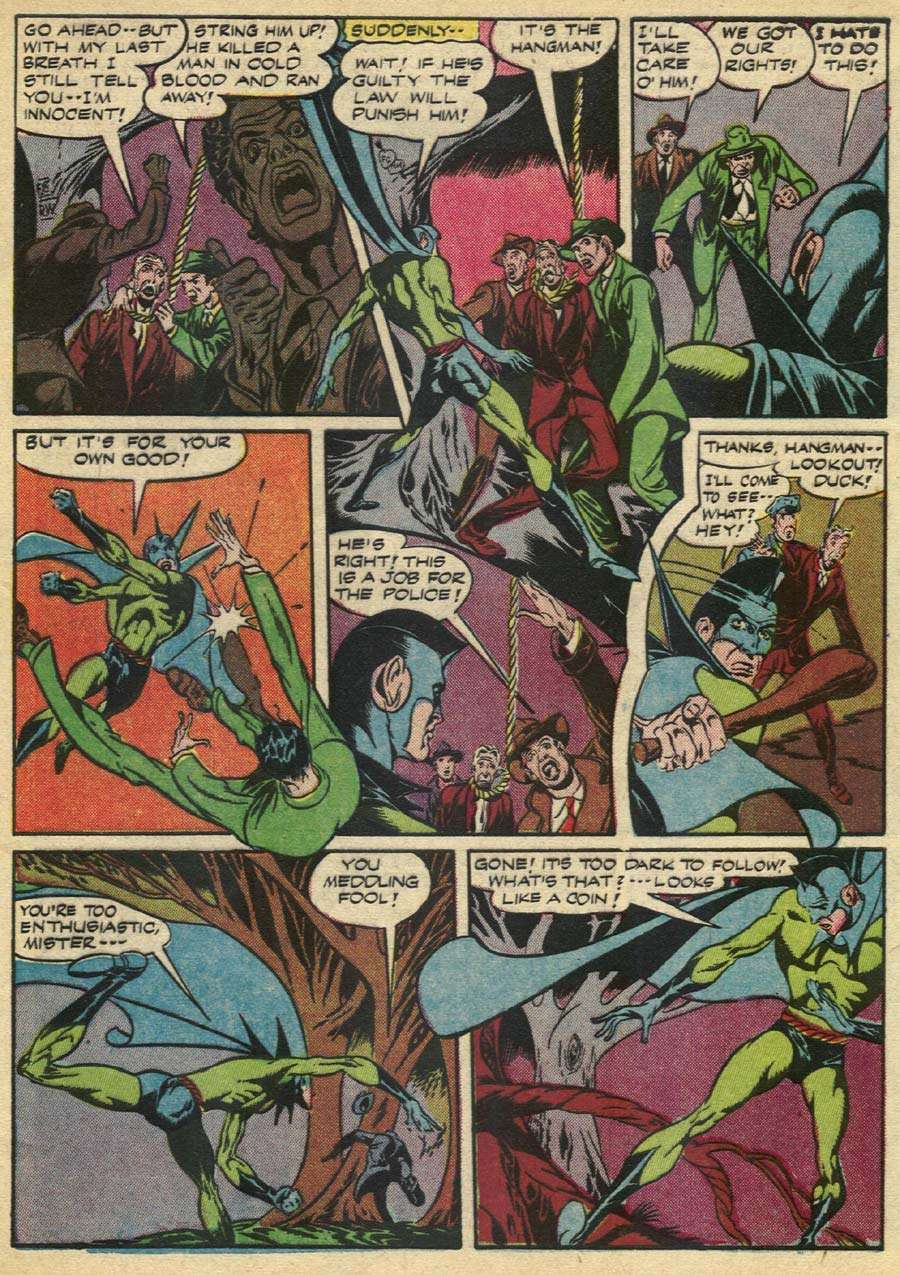 GO AHEAD--BUT
WITH MY LAST
BREATH I
STILL TELL
YOU--I'M
INNOCENT!
STRING HIM UP!
HE KILLED A
MAN IN COLD
BLOOD AND RAN
AWAY!
SUDDENLY--
WAIT! IF HE'S
GUILTY THE
LAW WILL
PUNISH HIM!
IT'S THE
HANGMAN!
I'LL
TAKE
CARE
O' HIM!
WE GOT
OUR
RIGHTS!
I HATE
TO DO
THIS!
BUT IT'S FOR YOUR
OWN GOOD!
HE'S
RIGHT! THIS
IS A JOB FOR
THE POLICE!
THANKS, HANGMAN--
I'LL COME
TO SEE--
WHAT?
HEY!
LOOKOUT!
DUCK!
YOU'RE TOO
ENTHUSIASTIC,
MISTER---
YOU
MEDDLING
FOOL!
GONE! IT'S TOO DARK TO FOLLOW!
WHAT'S THAT?---LOOKS
LIKE A COIN!